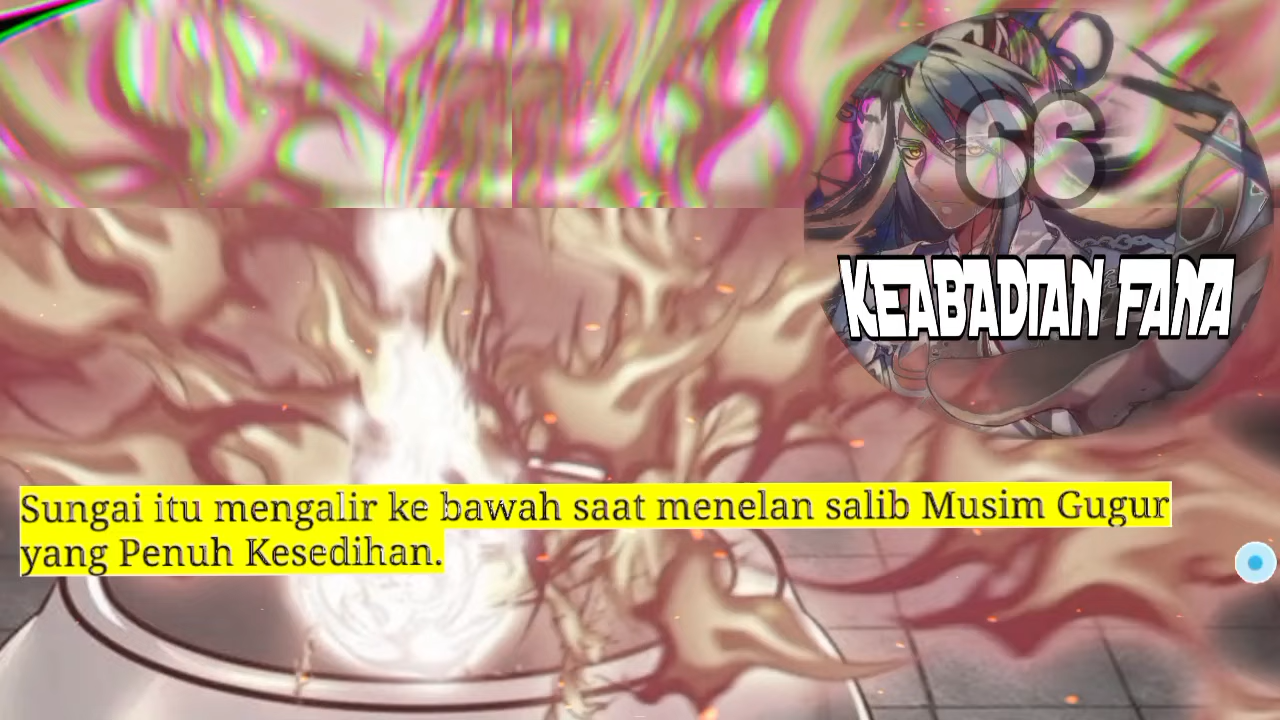 66
KEABADIAN FANA
Sungai itu mengalir ke bawah saat menelan salib Musim Gugur
yang Penuh Kesedihan.